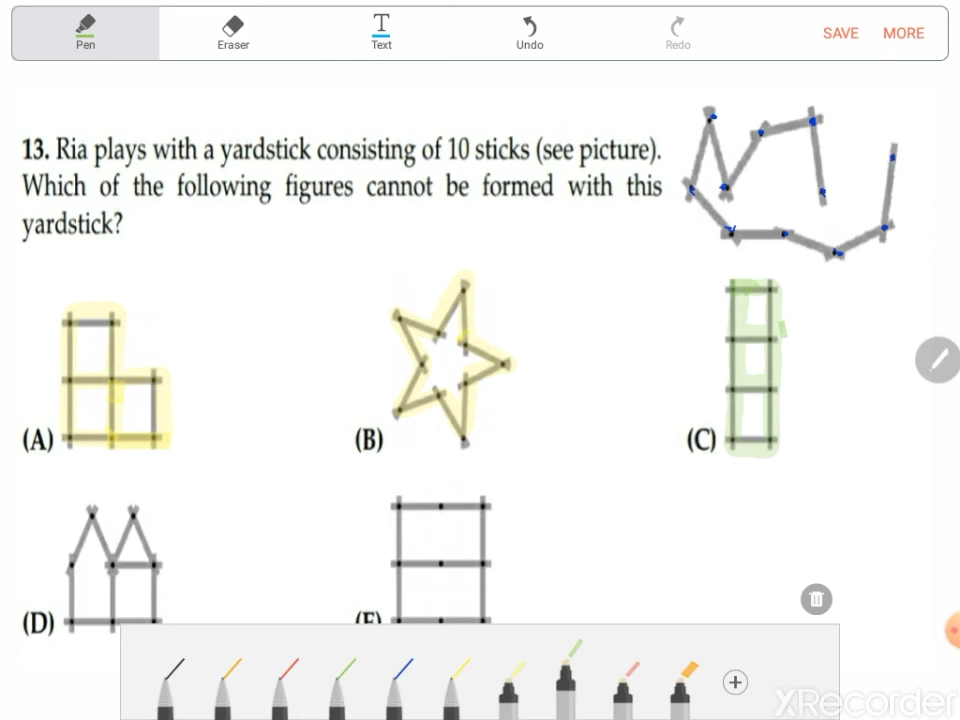 Pen
Eraser
T
Text
Undo
Redo
SAVE
MORE
13. Ria plays with a yardstick consisting of 10 sticks (see picture).
Which of the following figures cannot be formed with this
yardstick?
(A)
(B)
(C)
(D)
(E)
XRecorder